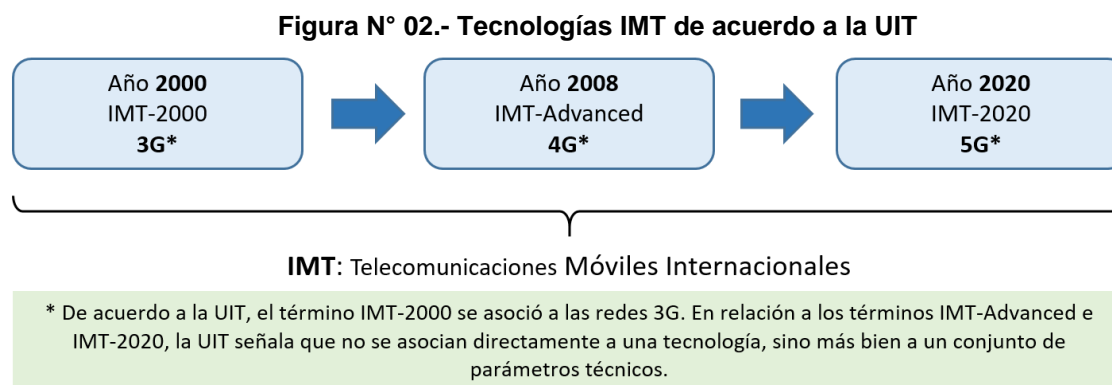 Figura N° 02.- Tecnologías IMT de acuerdo a la UIT
Año 2000
IMT-2000
3G*
Año 2008
IMT-Advanced
4G*
Año 2020
IMT-2020
5G*
IMT: Telecomunicaciones Móviles Internacionales
* De acuerdo a la UIT, el término IMT-2000 se asoció a las redes 3G. En relación a los términos IMT-Advanced e
IMT-2020, la UIT señala que no se asocian directamente a una tecnología, sino más bien a un conjunto de
parámetros técnicos.